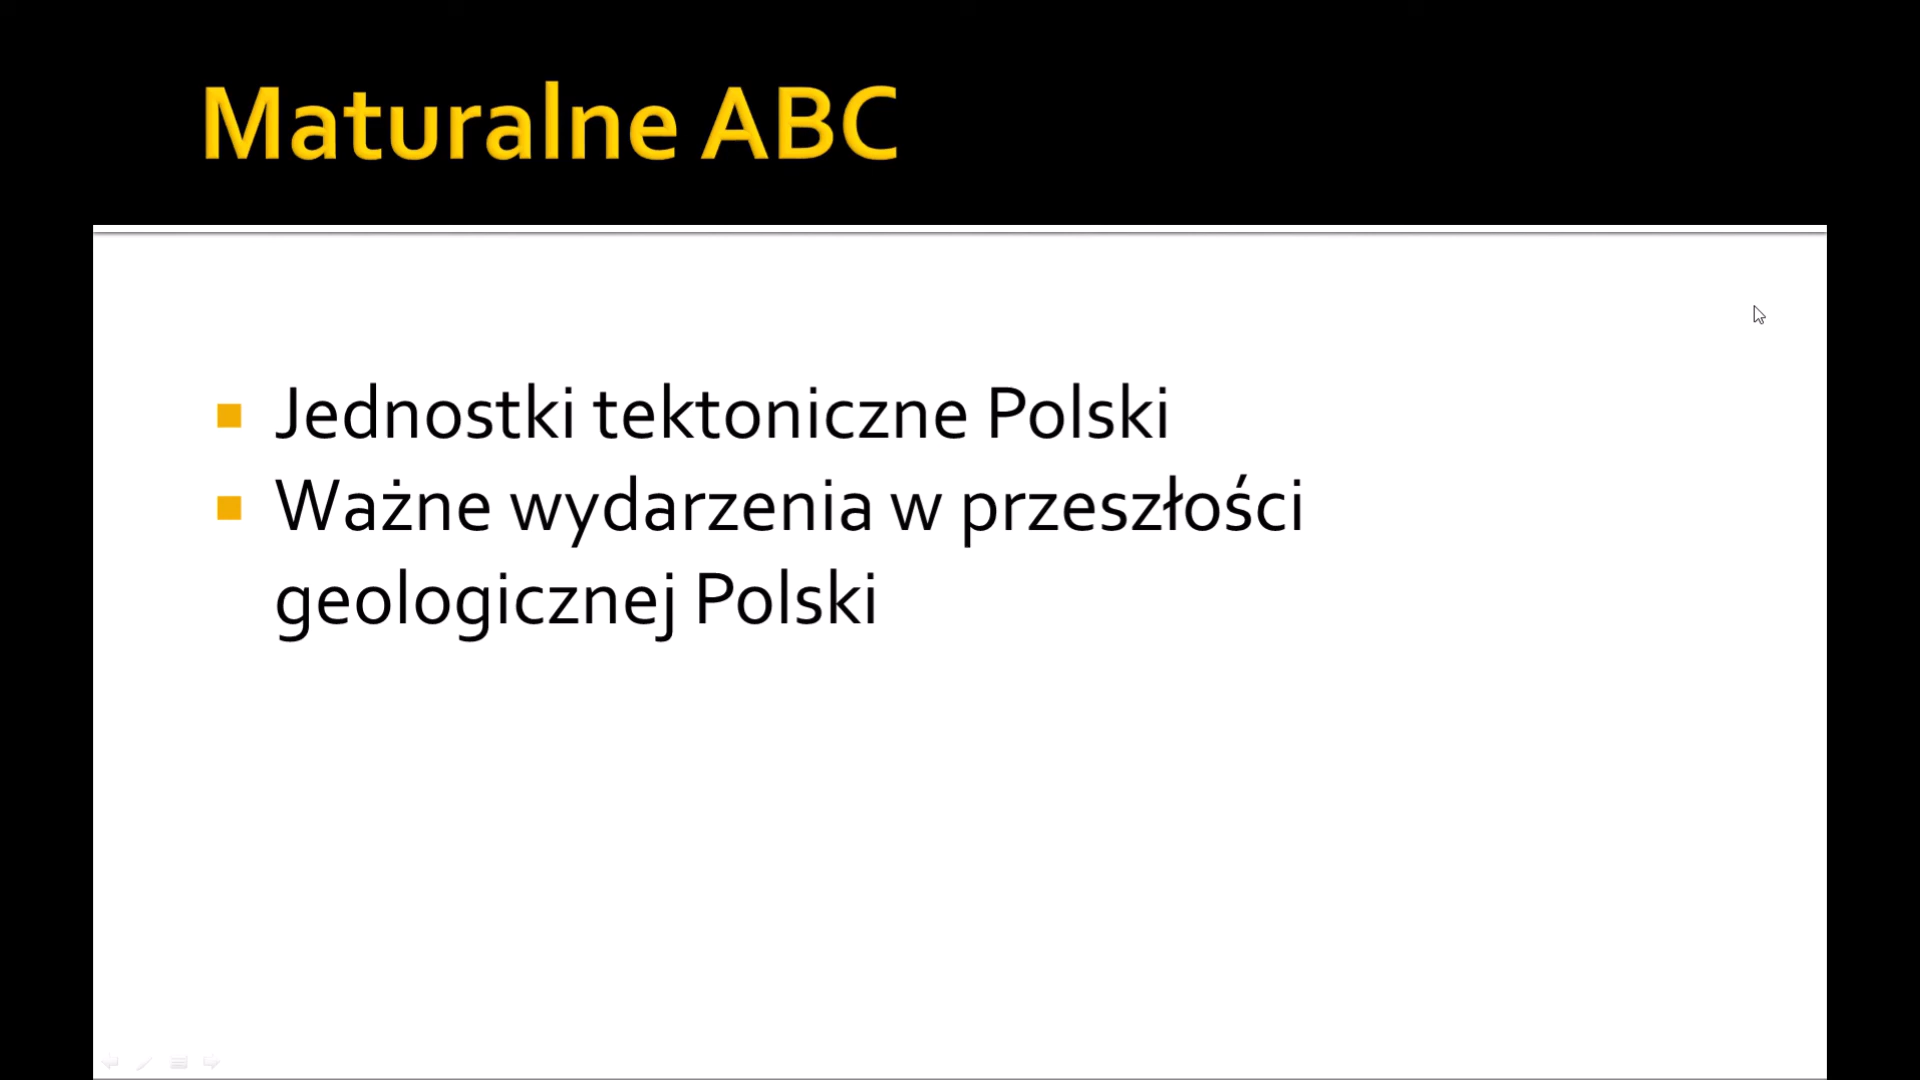 Maturalne ABC
Jednostki tektoniczne Polski
Ważne wydarzenia w przeszłości
geologicznej Polski